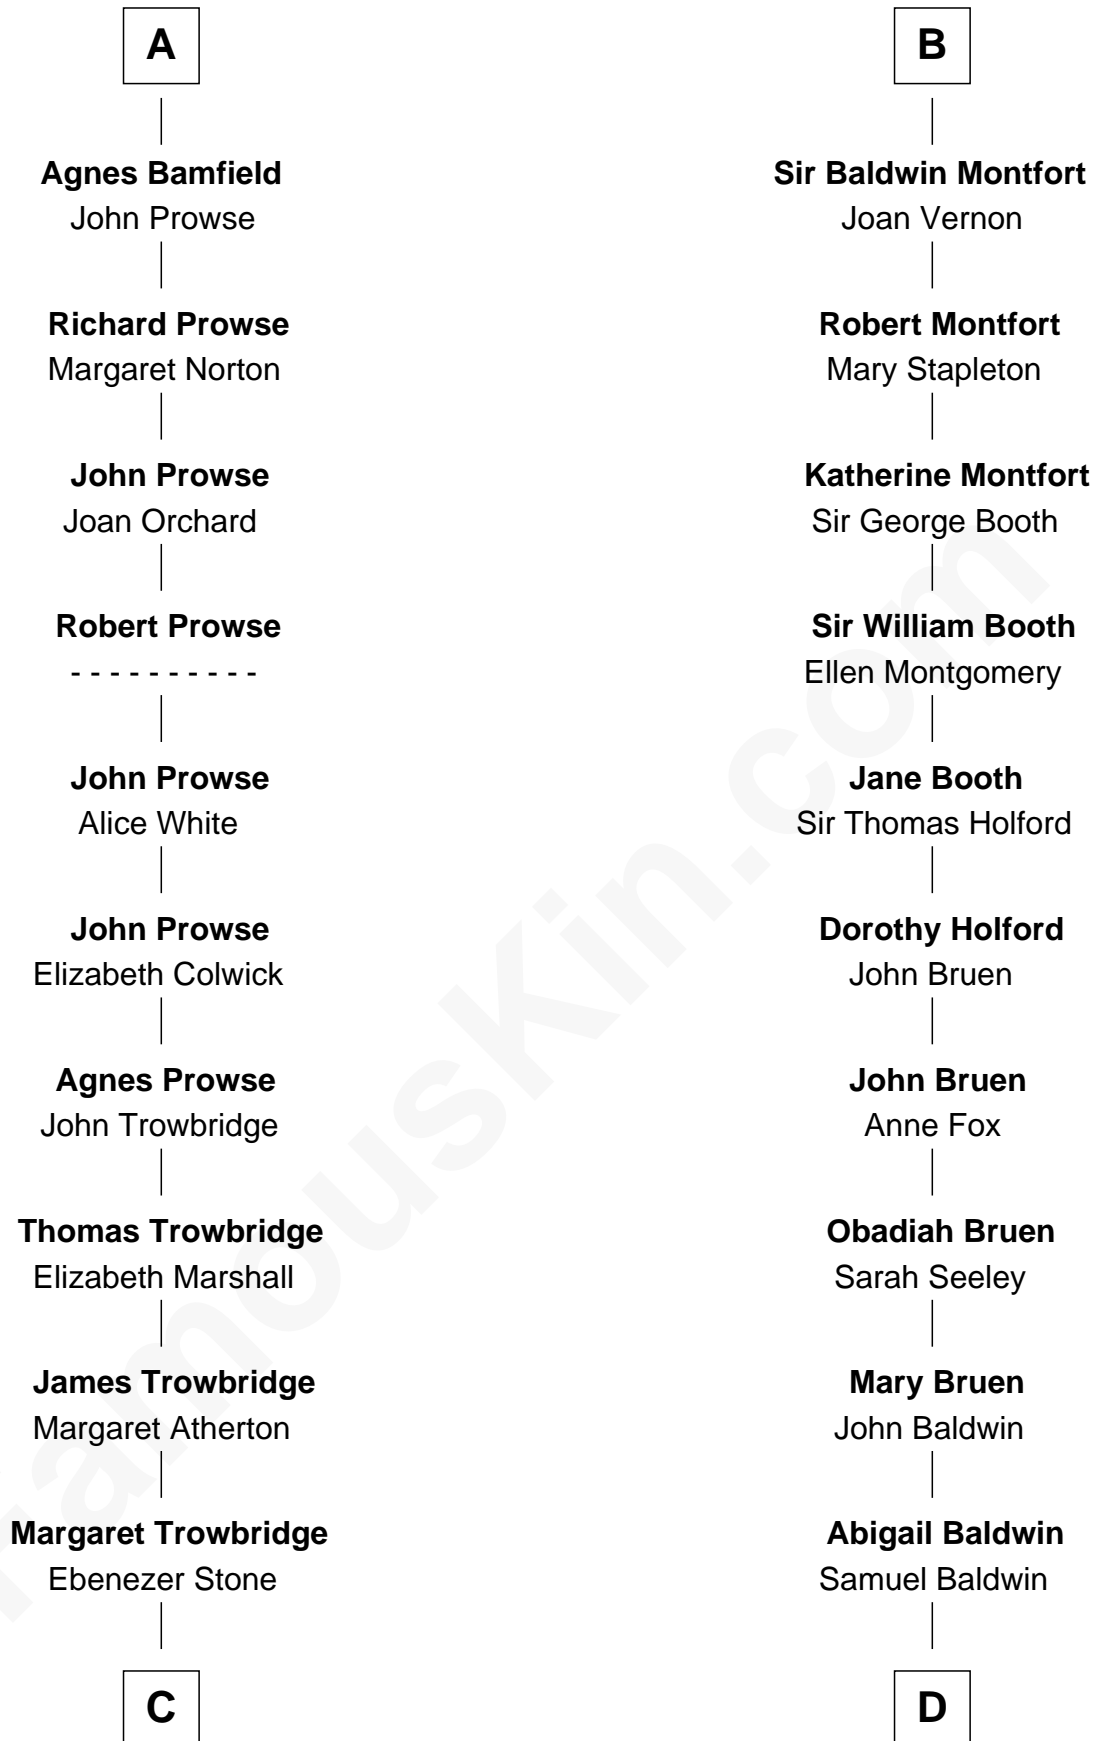 A
Agnes Bamfield
John Prowse
Richard Prowse
Margaret Norton
John Prowse
Joan Orchard
Robert Prowse
- - - - - - - - - -
John Prowse
Alice White
John Prowse
Elizabeth Colwick
Agnes Prowse
John Trowbridge
Thomas Trowbridge
Elizabeth Marshall
James Trowbridge
Margaret Atherton
Margaret Trowbridge
Ebenezer Stone
C
B
Sir Baldwin Montfort
Joan Vernon
Robert Montfort
Mary Stapleton
Katherine Montfort
Sir George Booth
Sir William Booth
Ellen Montgomery
Jane Booth
Sir Thomas Holford
Dorothy Holford
John Bruen
John Bruen
Anne Fox
Obadiah Bruen
Sarah Seeley
Mary Bruen
John Baldwin
Abigail Baldwin
Samuel Baldwin
D
FamousKin.com